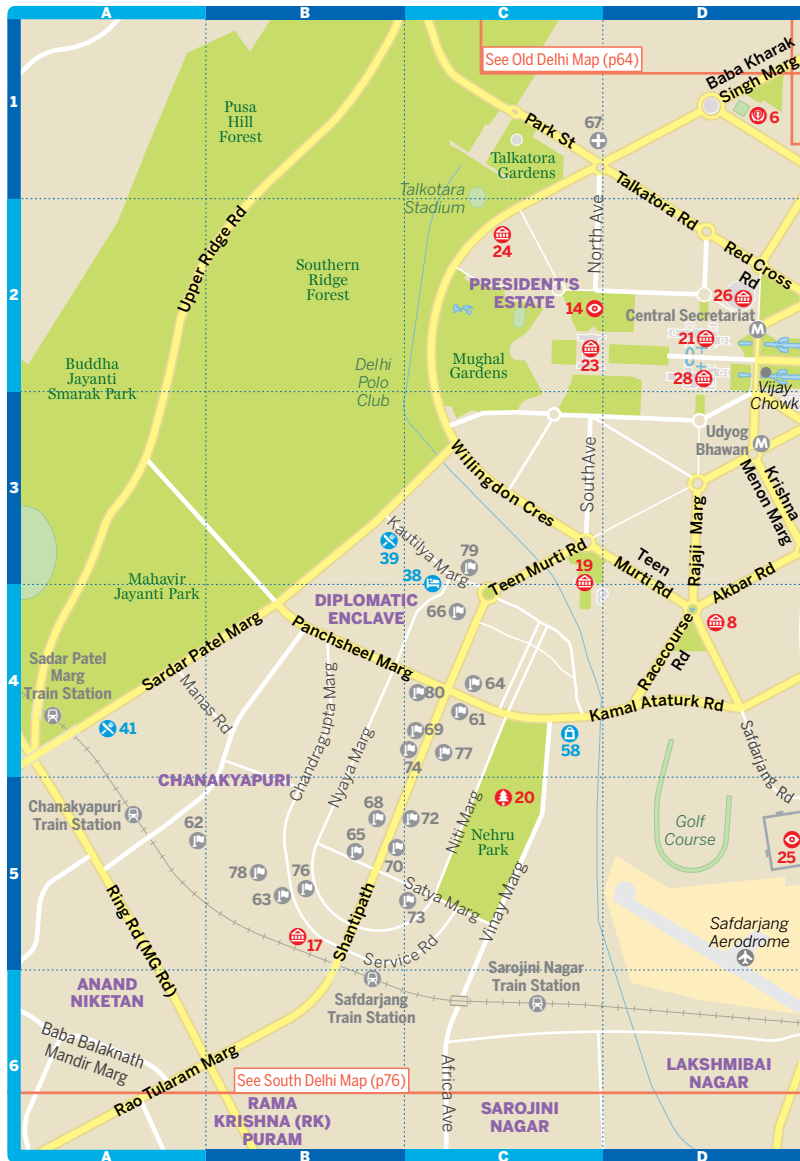 A B C D
1
2
3
4
5
6
See Old Delhi Map (p64)
Baba Kharak
Singh Marg
6
67
Park St
Pusa
Hill
Forest
Talkatora
Gardens
Talkotara
Stadium
Talkatora Rd
North Ave
Upper Ridge Rd
24
Red Cross
Rd
Southern
Ridge
Forest
PRESIDENT'S
ESTATE
14
26
Central Secretariat
M
21
23
28
Mughal
Gardens
Buddha
Jayanti
Smarak Park
Delhi
Polo
Club
Vijay
Chowk
Udyog
Bhawan
M
Willingdon Cres
SouthAve
Krishna
Menon Marg
Rajaji Marg
Kautilya Marg
39
79
38
Teen Murti Rd
19
Teen
Murti Rd
Akbar Rd
Mahavir
Jayanti Park
DIPLOMATIC
ENCLAVE
66
8
Sardar Patel Marg
Panchsheel Marg
Racecourse
Rd
Sadar Patel
Marg
Train Station
Manas Rd
Chandragupta Marg
Nyaya Marg
80
64
61
69
74
77
Kamal Ataturk Rd
58
Safdarjang Rd
41
CHANAKYAPURI
Chanakyapuri
Train Station
62
68
72
20
Niti Marg
Nehru
Park
Golf
Course
25
65
70
78
76
63
73
Satya Marg
Vinay Marg
Ring Rd (MG Rd)
17
Shantipath
Service Rd
Safdarjang
Aerodrome
ANAND
NIKETAN
Safdarjang
Train Station
Sarojini Nagar
Train Station
Baba Balaknath
Mandir Marg
Rao Tularam Marg
See South Delhi Map (p76)
Africa Ave
LAKSHMIBAI
NAGAR
RAMA
KRISHNA (RK)
PURAM
SAROJINI
NAGAR
A B C D